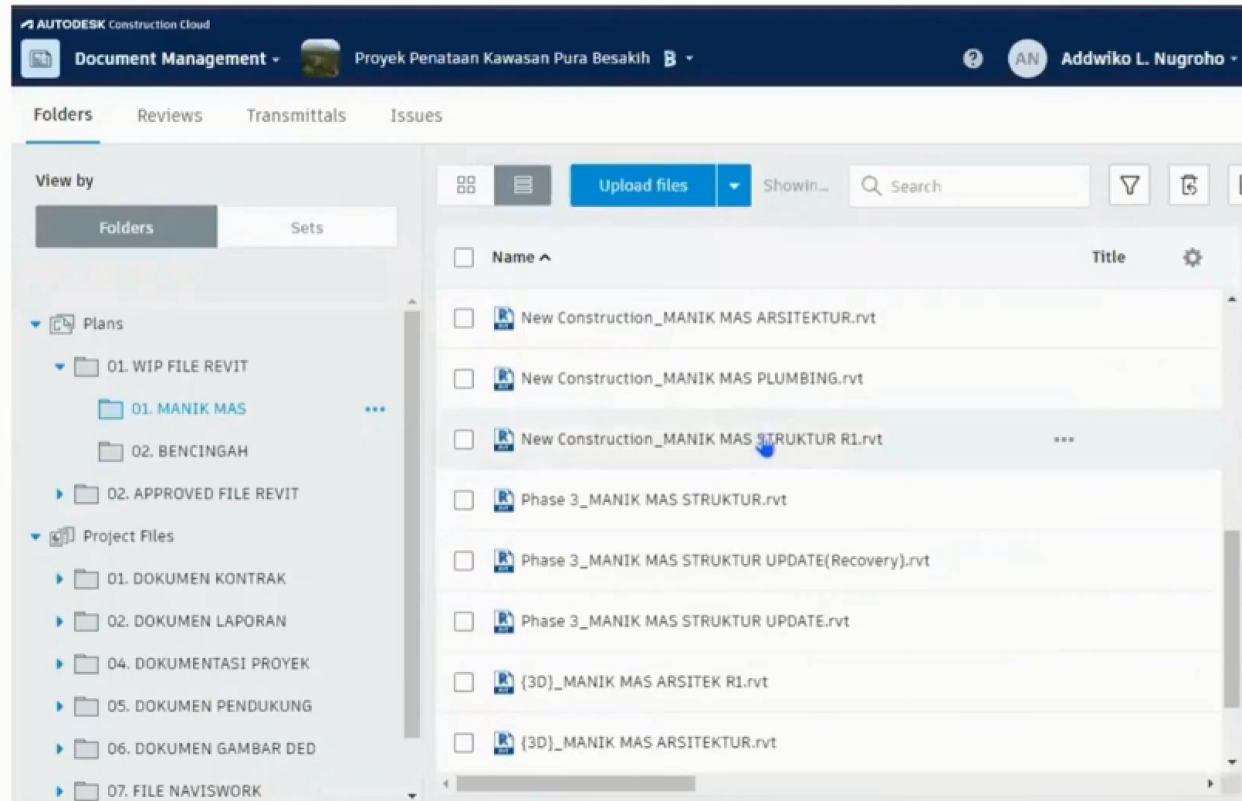 AUTODESK Construction Cloud
Document Management
Proyek Penataan Kawasan Pura Besakih B
AN Addwiko L. Nugroho
Folders Reviews Transmittals Issues
View by
Folders Sets
Upload files Showin... Search
Name Title
Plans
01. WIP FILE REVIT
01. MANIK MAS
02. BENCINGAH
02. APPROVED FILE REVIT
Project Files
01. DOKUMEN KONTRAK
02. DOKUMEN LAPORAN
04. DOKUMENTASI PROYEK
05. DOKUMEN PENDUKUNG
06. DOKUMEN GAMBAR DED
07. FILE NAVISWORK
New Construction_MANIK MAS ARSITEKTUR.rvt
New Construction_MANIK MAS PLUMBING.rvt
New Construction_MANIK MAS STRUKTUR R1.rvt
Phase 3_MANIK MAS STRUKTUR.rvt
Phase 3_MANIK MAS STRUKTUR UPDATE(Recovery).rvt
Phase 3_MANIK MAS STRUKTUR UPDATE.rvt
{3D}_MANIK MAS ARSITEK R1.rvt
{3D}_MANIK MAS ARSITEKTUR.rvt